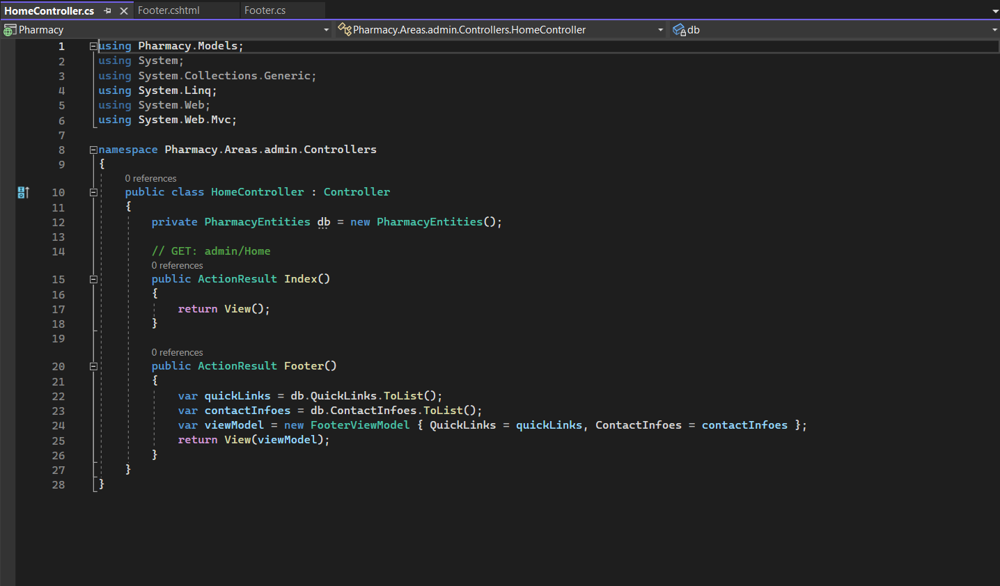 HomeController.cs Footer.cshtml Footer.cs
Pharmacy Pharmacy.Areas.admin.Controllers.HomeController db
1 using Pharmacy.Models;
2 using System;
3 using System.Collections.Generic;
4 using System.Linq;
5 using System.Web;
6 using System.Web.Mvc;
7
8 namespace Pharmacy.Areas.admin.Controllers
9 {
0 references
10 public class HomeController : Controller
11 {
12 private PharmacyEntities db = new PharmacyEntities();
13
14 // GET: admin/Home
0 references
15 public ActionResult Index()
16 {
17 return View();
18 }
19
0 references
20 public ActionResult Footer()
21 {
22 var quickLinks = db.QuickLinks.ToList();
23 var contactInfoes = db.ContactInfoes.ToList();
24 var viewModel = new FooterViewModel { QuickLinks = quickLinks, ContactInfoes = contactInfoes };
25 return View(viewModel);
26 }
27 }
28 }